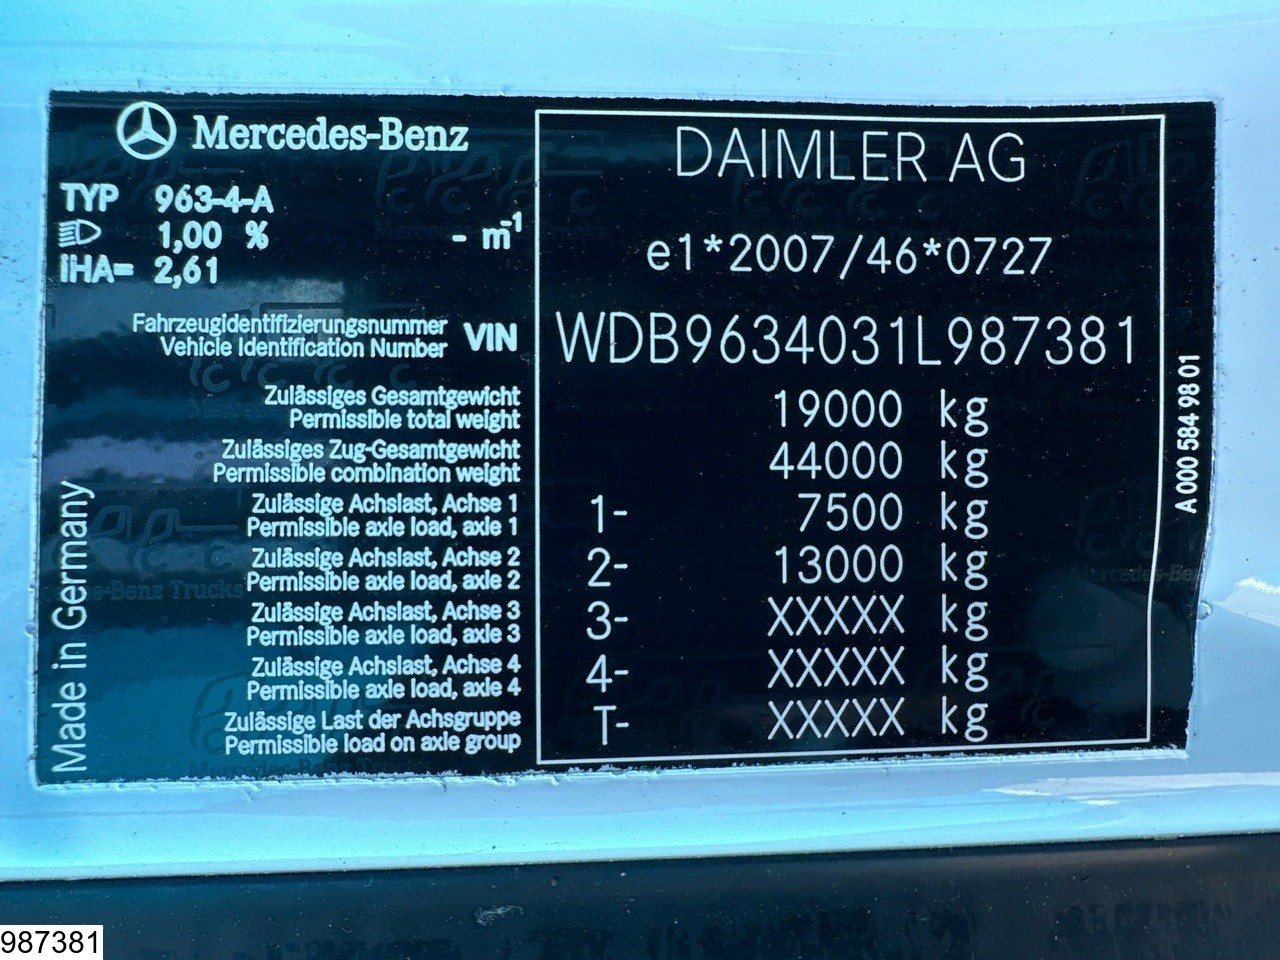 Mercedes-Benz
TYP 963-4-A
1,00 % - m-1
iHA= 2,61
DAIMLER AG
e1*2007/46*0727
Fahrzeugidentifizierungsnummer
Vehicle Identification Number
VIN WDB9634031L987381
Zulässiges Gesamtgewicht
Permissible total weight
19000 kg
Zulässiges Zug-Gesamtgewicht
Permissible combination weight
44000 kg
Zulässige Achslast, Achse 1
Permissible axle load, axle 1
1- 7500 kg
Zulässige Achslast, Achse 2
Permissible axle load, axle 2
2- 13000 kg
Zulässige Achslast, Achse 3
Permissible axle load, axle 3
3- XXXXX kg
Zulässige Achslast, Achse 4
Permissible axle load, axle 4
4- XXXXX kg
Zulässige Last der Achsgruppe
Permissible load on axle group
T- XXXXX kg
Made in Germany
A 000 584 98 01
987381